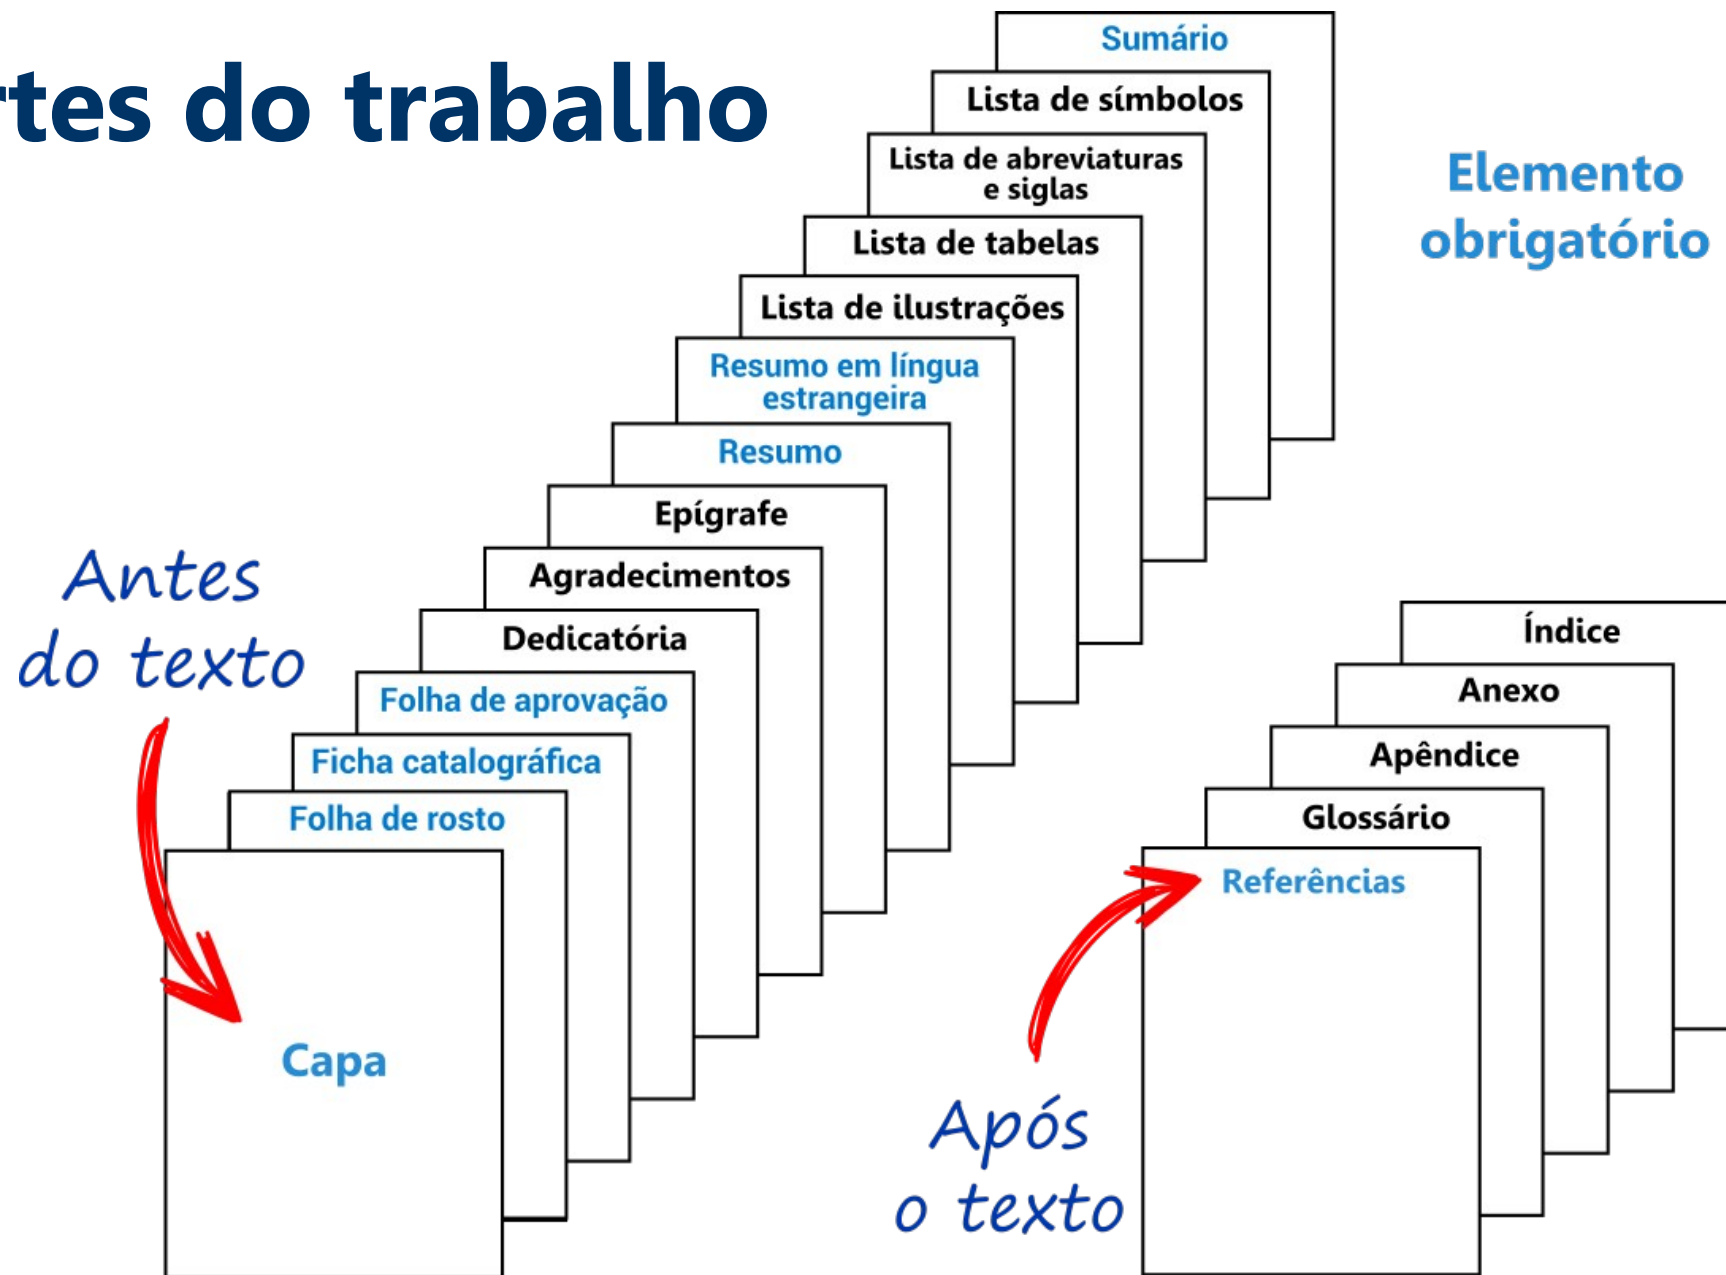 rtes do trabalho
Sumário
Lista de símbolos
Lista de abreviaturas
e siglas
Lista de tabelas
Lista de ilustrações
Resumo em língua
estrangeira
Resumo
Epígrafe
Agradecimentos
Dedicatória
Folha de aprovação
Ficha catalográfica
Folha de rosto
Capa
Antes
do texto
Elemento
obrigatório
Índice
Anexo
Apêndice
Glossário
Referências
Após
o texto